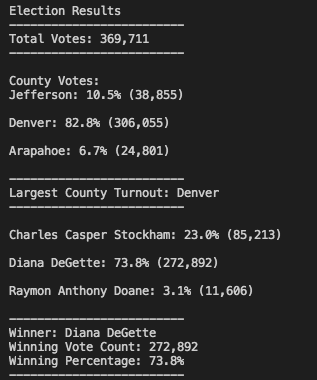 Election Results
-------------------------
Total Votes: 369,711
-------------------------
County Votes:
Jefferson: 10.5% (38,855)
Denver: 82.8% (306,055)
Arapahoe: 6.7% (24,801)
-------------------------
Largest County Turnout: Denver
-------------------------
Charles Casper Stockham: 23.0% (85,213)
Diana DeGette: 73.8% (272,892)
Raymon Anthony Doane: 3.1% (11,606)
-------------------------
Winner: Diana DeGette
Winning Vote Count: 272,892
Winning Percentage: 73.8%
-------------------------